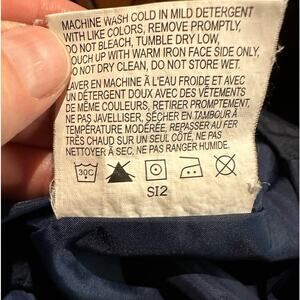 MACHINE WASH COLD IN MILD DETERGENT
WITH LIKE COLORS, REMOVE PROMPTLY,
DO NOT BLEACH, TUMBLE DRY LOW,
TOUCH UP WITH WARM IRON FACE SIDE ONLY,
DO NOT DRY CLEAN, DO NOT STORE WET.
LAVER EN MACHINE À L'EAU FROIDE ET AVEC
UN DÉTERGENT DOUX AVEC DES VÊTEMENTS
DE MÊME COULEURS, RETIRER PROMPTEMENT,
NE PAS JAVELLISER, SÉCHER EN TAMBOUR À
TEMPÉRATURE MODÉRÉE, REPASSER AU FER
TRÈS CHAUD SUR UN SEUL CÔTÉ, NE PAS
NETTOYER À SEC, NE PAS RANGER HUMIDE.
30C
SI2